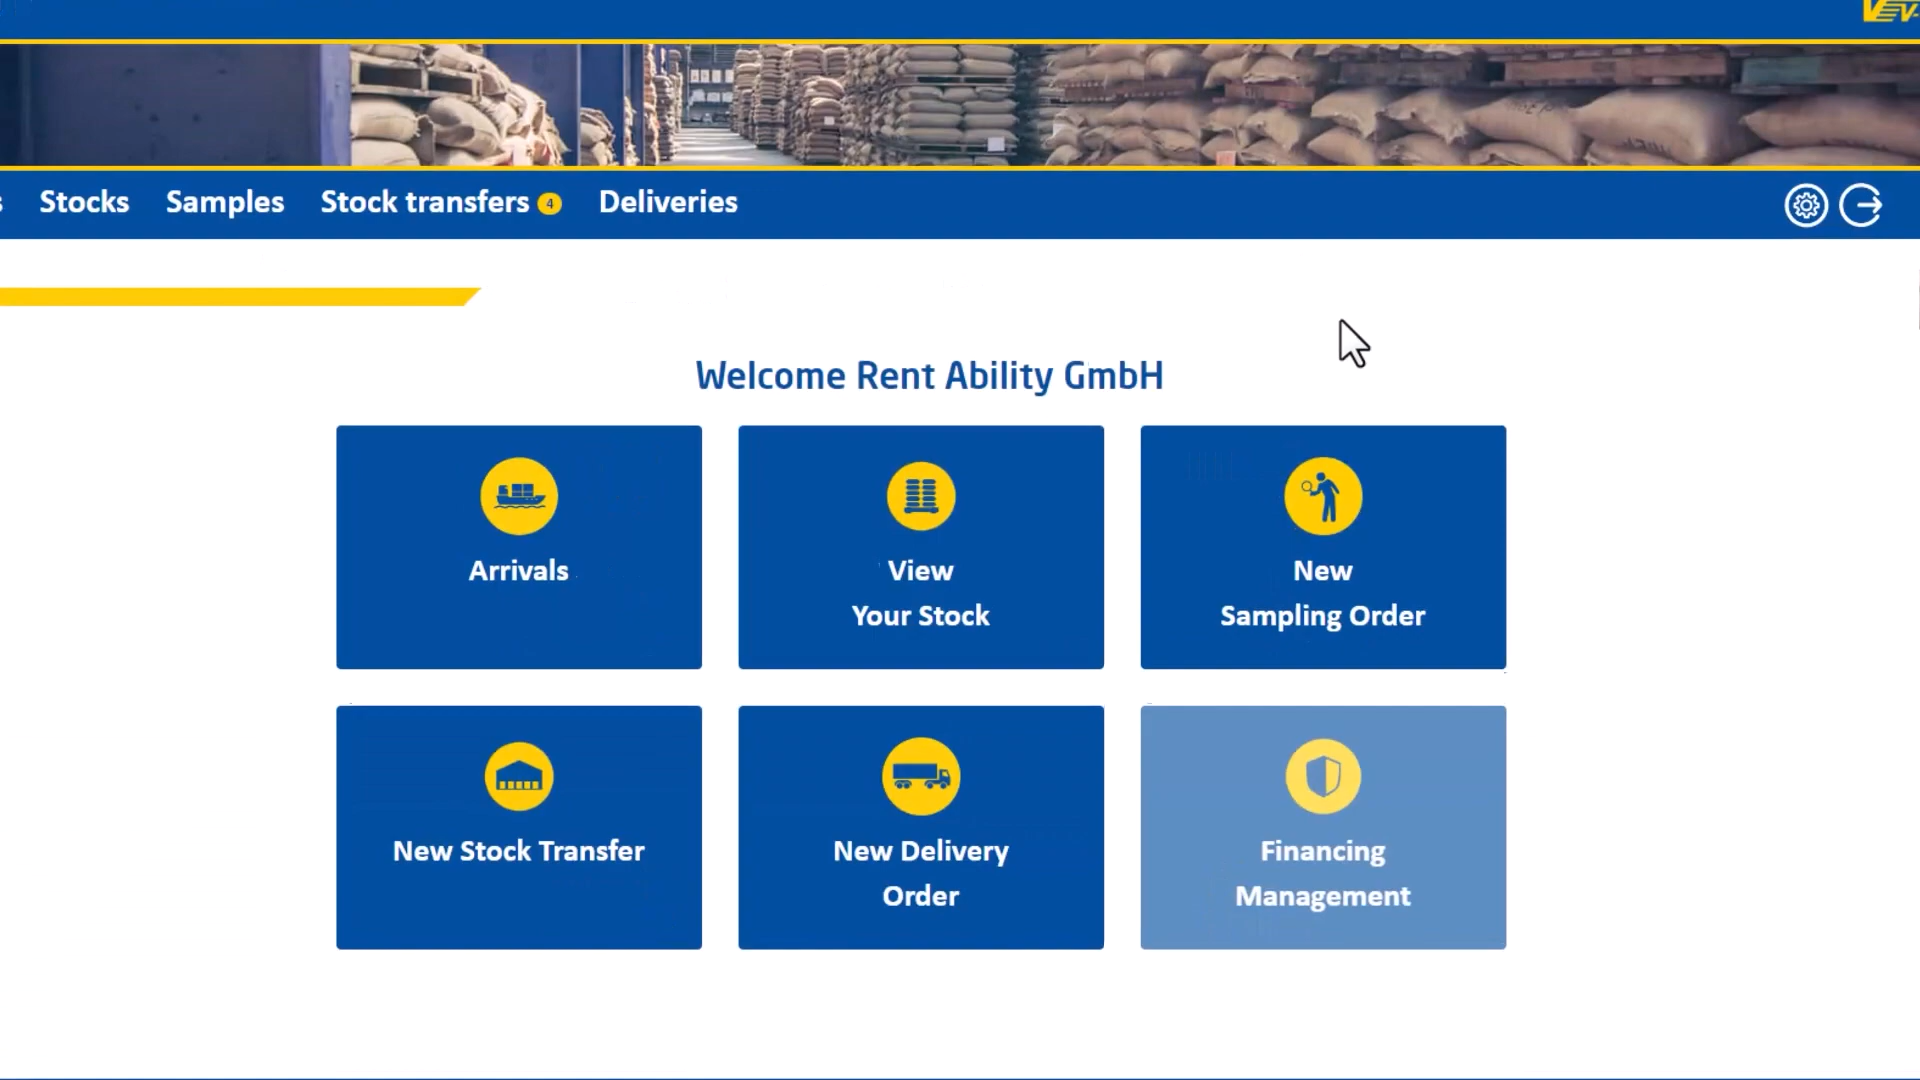 Stocks Samples Stock transfers 4 Deliveries
Welcome Rent Ability GmbH
Arrivals
View
Your Stock
New
Sampling Order
New Stock Transfer
New Delivery
Order
Financing
Management